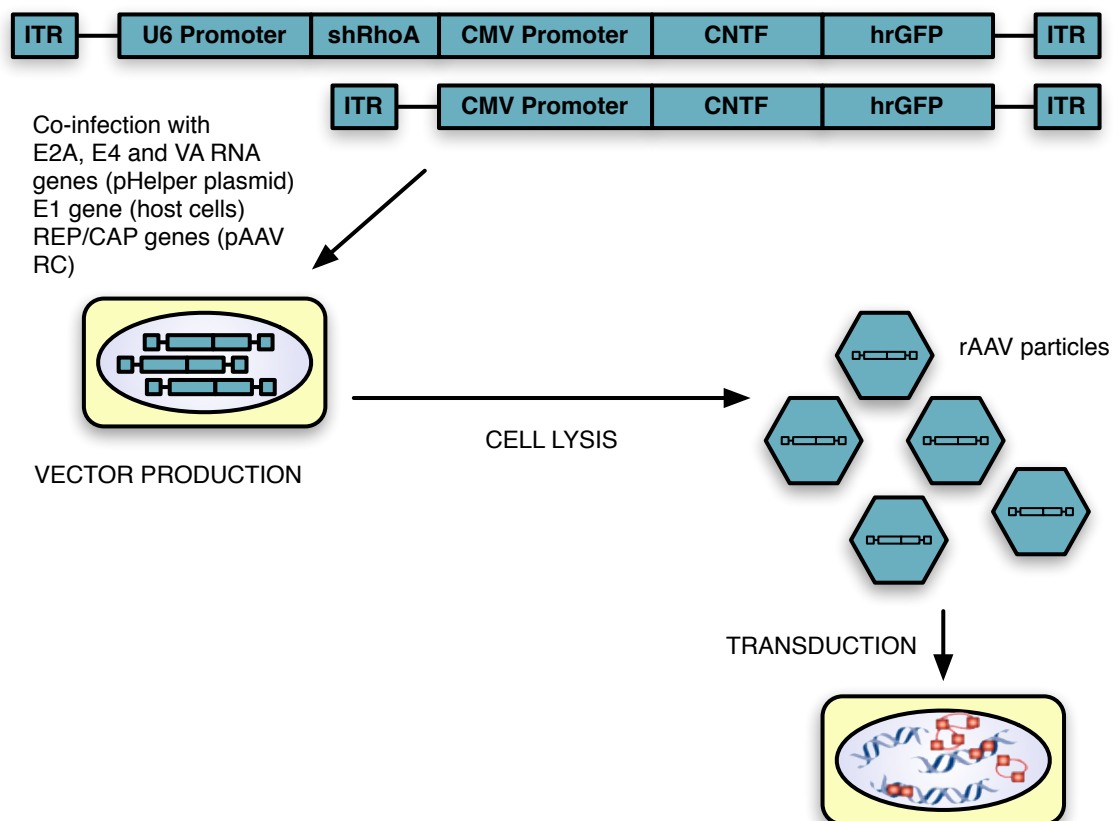 ITR U6 Promoter shRhoA CMV Promoter CNTF hrGFP ITR
ITR CMV Promoter CNTF hrGFP ITR
Co-infection with
E2A, E4 and VA RNA
genes (pHelper plasmid)
E1 gene (host cells)
REP/CAP genes (pAAV
RC)
rAAV particles
CELL LYSIS
VECTOR PRODUCTION
TRANSDUCTION